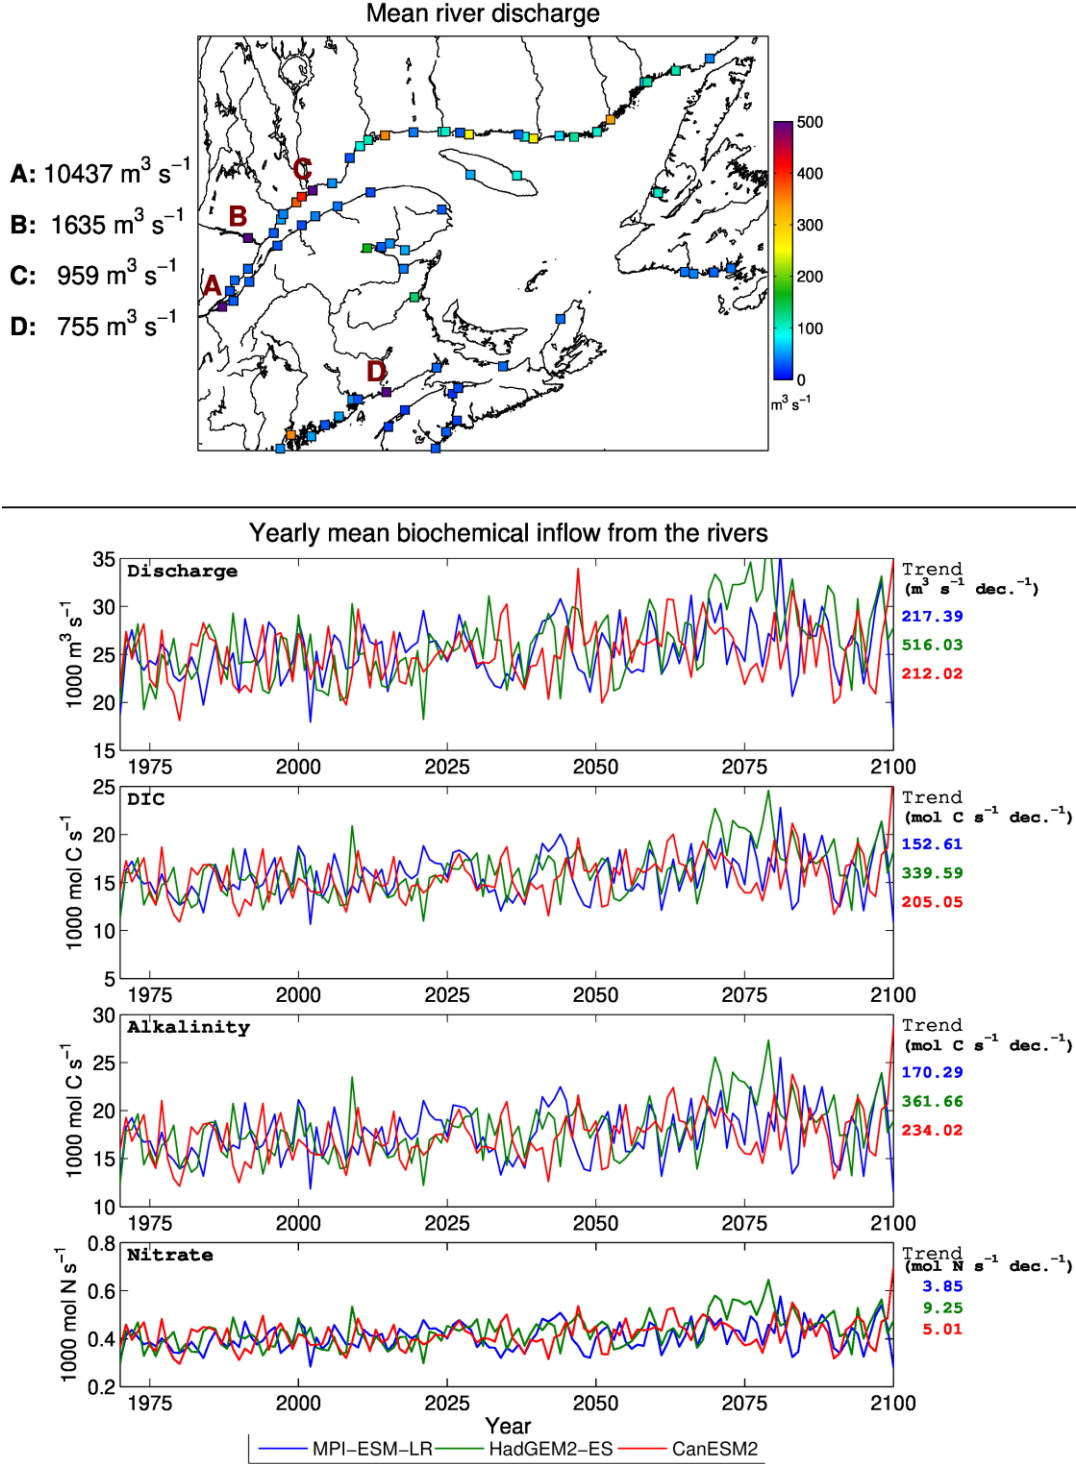 Mean river discharge
A: 10437 m³ s⁻¹
B: 1635 m³ s⁻¹
C: 959 m³ s⁻¹
D: 755 m³ s⁻¹
C
B
A
D
500
400
300
200
100
0
m³ s⁻¹
Yearly mean biochemical inflow from the rivers
Discharge
1000 m³ s⁻¹
35
30
25
20
15
1975 2000 2025 2050 2075 2100
Trend
(m³ s⁻¹ dec.⁻¹)
217.39
516.03
212.02
DIC
1000 mol C s⁻¹
25
20
15
10
5
1975 2000 2025 2050 2075 2100
Trend
(mol C s⁻¹ dec.⁻¹)
152.61
339.59
205.05
Alkalinity
1000 mol C s⁻¹
30
25
20
15
10
1975 2000 2025 2050 2075 2100
Trend
(mol C s⁻¹ dec.⁻¹)
170.29
361.66
234.02
Nitrate
1000 mol N s⁻¹
0.8
0.6
0.4
0.2
1975 2000 2025 2050 2075 2100
Trend
(mol N s⁻¹ dec.⁻¹)
3.85
9.25
5.01
Year
MPI−ESM−LR HadGEM2−ES CanESM2